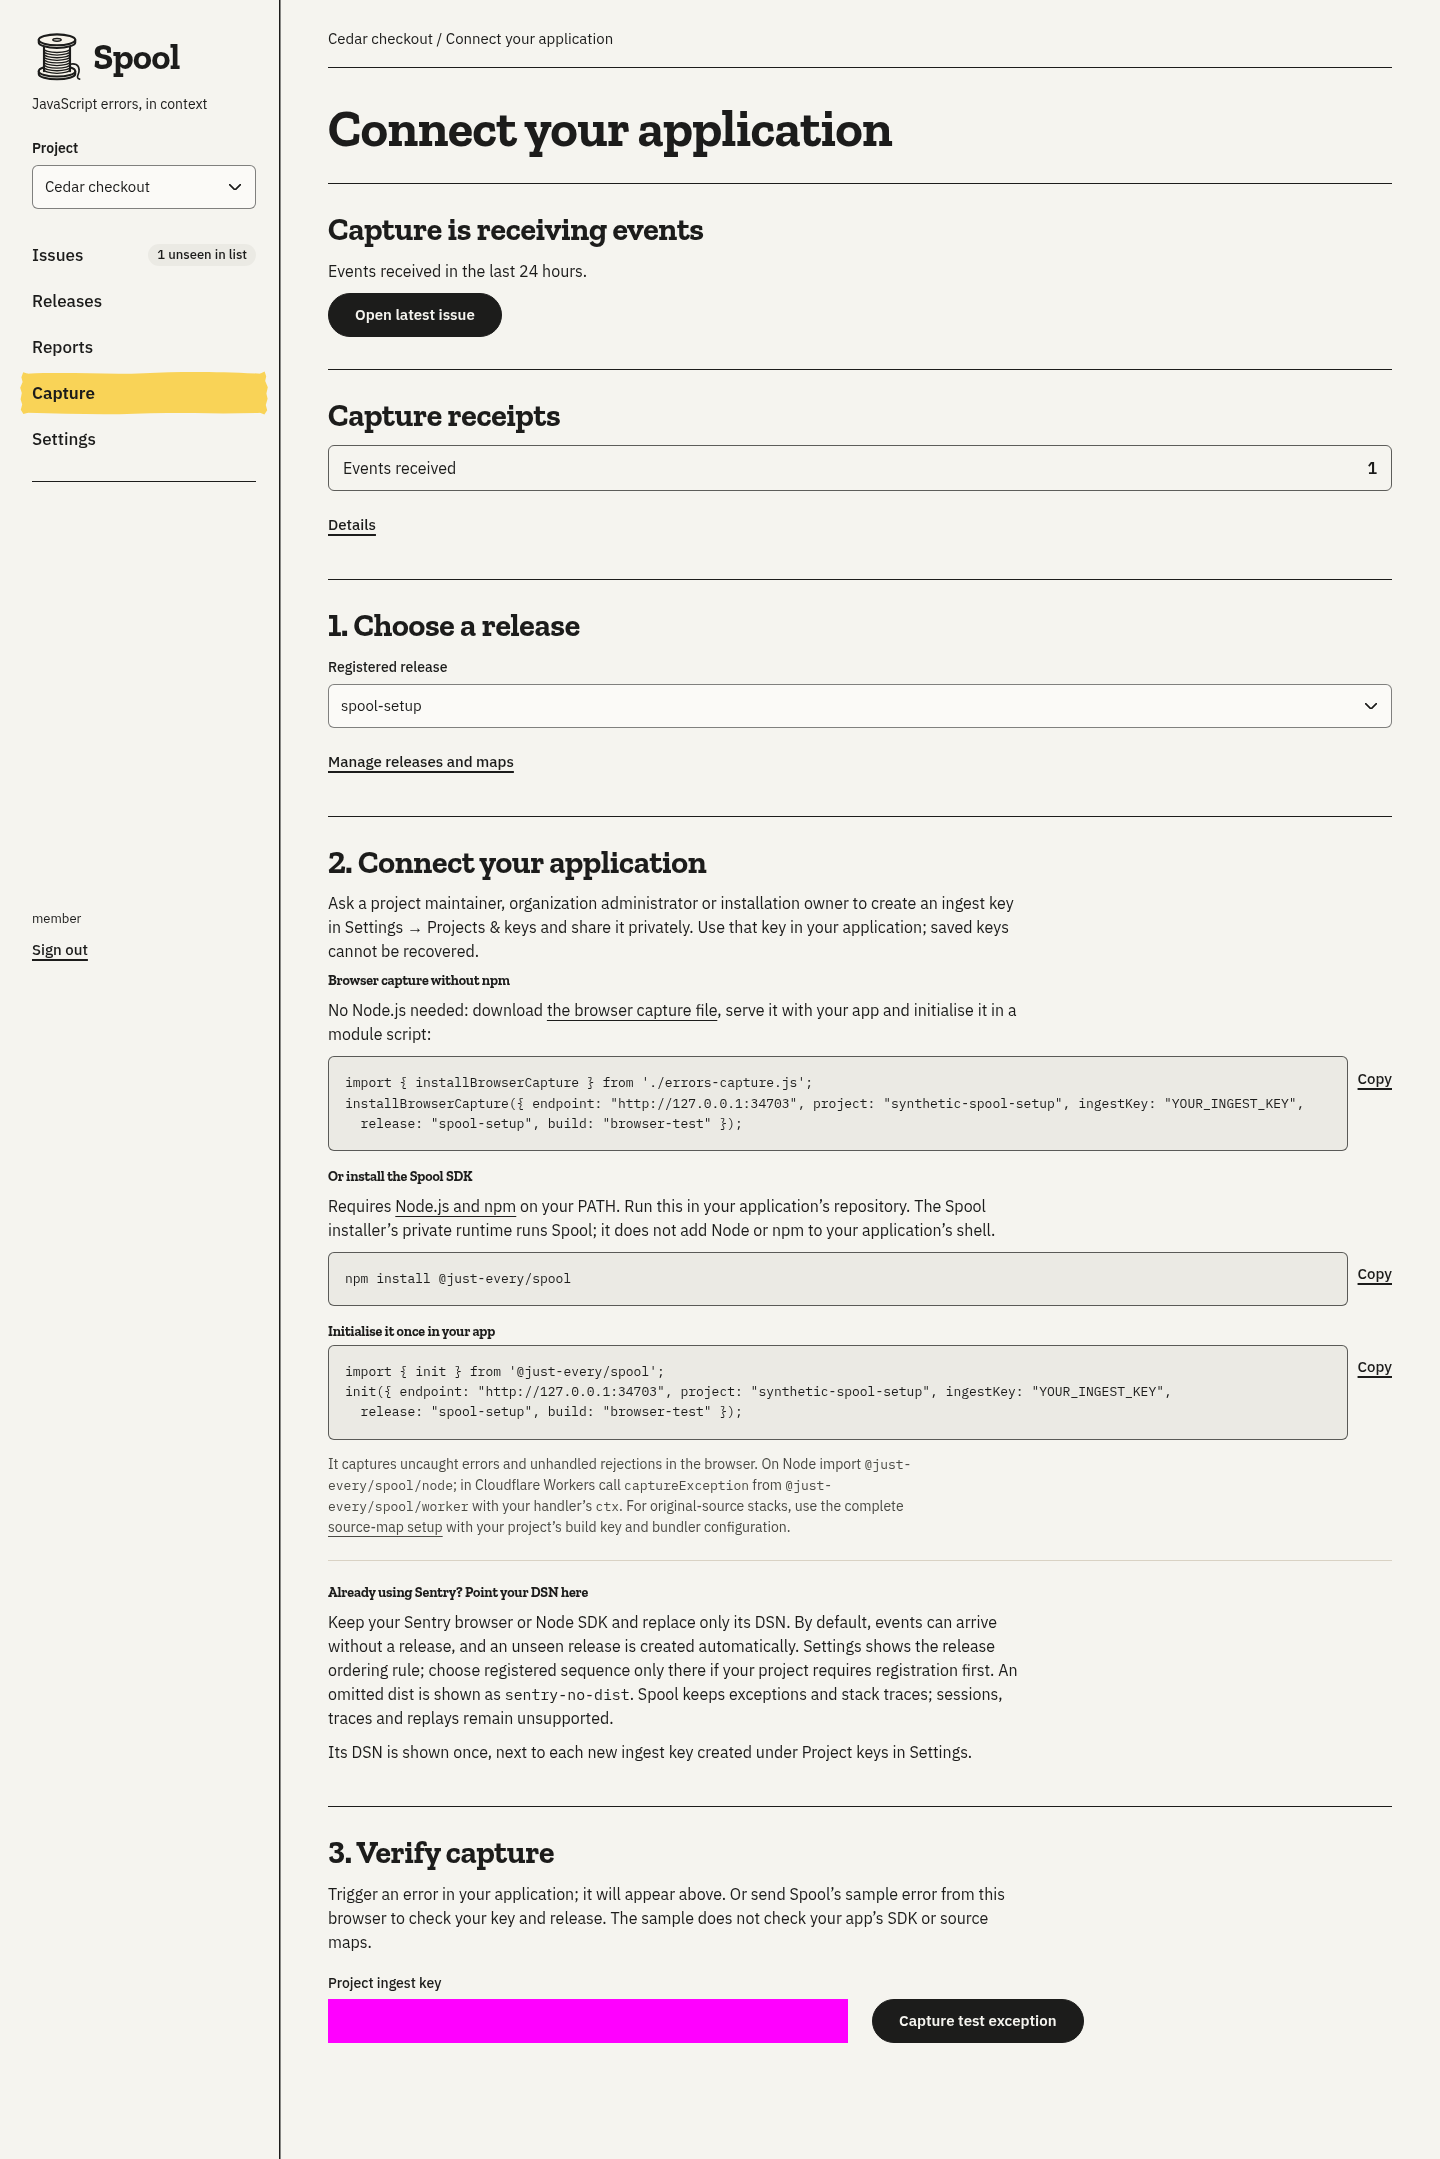 Spool
JavaScript errors, in context
Project
Cedar checkout
Issues
1 unseen in list
Releases
Reports
Capture
Settings
member
Sign out
Cedar checkout / Connect your application
Connect your application
Capture is receiving events
Events received in the last 24 hours.
Open latest issue
Capture receipts
Events received 1
Details
1. Choose a release
Registered release
spool-setup
Manage releases and maps
2. Connect your application
Ask a project maintainer, organization administrator or installation owner to create an ingest key
in Settings → Projects & keys and share it privately. Use that key in your application; saved keys
cannot be recovered.
Browser capture without npm
No Node.js needed: download the browser capture file, serve it with your app and initialise it in a
module script:
import { installBrowserCapture } from './errors-capture.js';
installBrowserCapture({ endpoint: "http://127.0.0.1:34703", project: "synthetic-spool-setup", ingestKey: "YOUR_INGEST_KEY",
  release: "spool-setup", build: "browser-test" });
Copy
Or install the Spool SDK
Requires Node.js and npm on your PATH. Run this in your application’s repository. The Spool
installer’s private runtime runs Spool; it does not add Node or npm to your application’s shell.
npm install @just-every/spool
Copy
Initialise it once in your app
import { init } from '@just-every/spool';
init({ endpoint: "http://127.0.0.1:34703", project: "synthetic-spool-setup", ingestKey: "YOUR_INGEST_KEY",
  release: "spool-setup", build: "browser-test" });
Copy
It captures uncaught errors and unhandled rejections in the browser. On Node import @just-
every/spool/node; in Cloudflare Workers call captureException from @just-
every/spool/worker with your handler’s ctx. For original-source stacks, use the complete
source-map setup with your project’s build key and bundler configuration.
Already using Sentry? Point your DSN here
Keep your Sentry browser or Node SDK and replace only its DSN. By default, events can arrive
without a release, and an unseen release is created automatically. Settings shows the release
ordering rule; choose registered sequence only there if your project requires registration first. An
omitted dist is shown as sentry-no-dist. Spool keeps exceptions and stack traces; sessions,
traces and replays remain unsupported.
Its DSN is shown once, next to each new ingest key created under Project keys in Settings.
3. Verify capture
Trigger an error in your application; it will appear above. Or send Spool’s sample error from this
browser to check your key and release. The sample does not check your app’s SDK or source
maps.
Project ingest key
Capture test exception